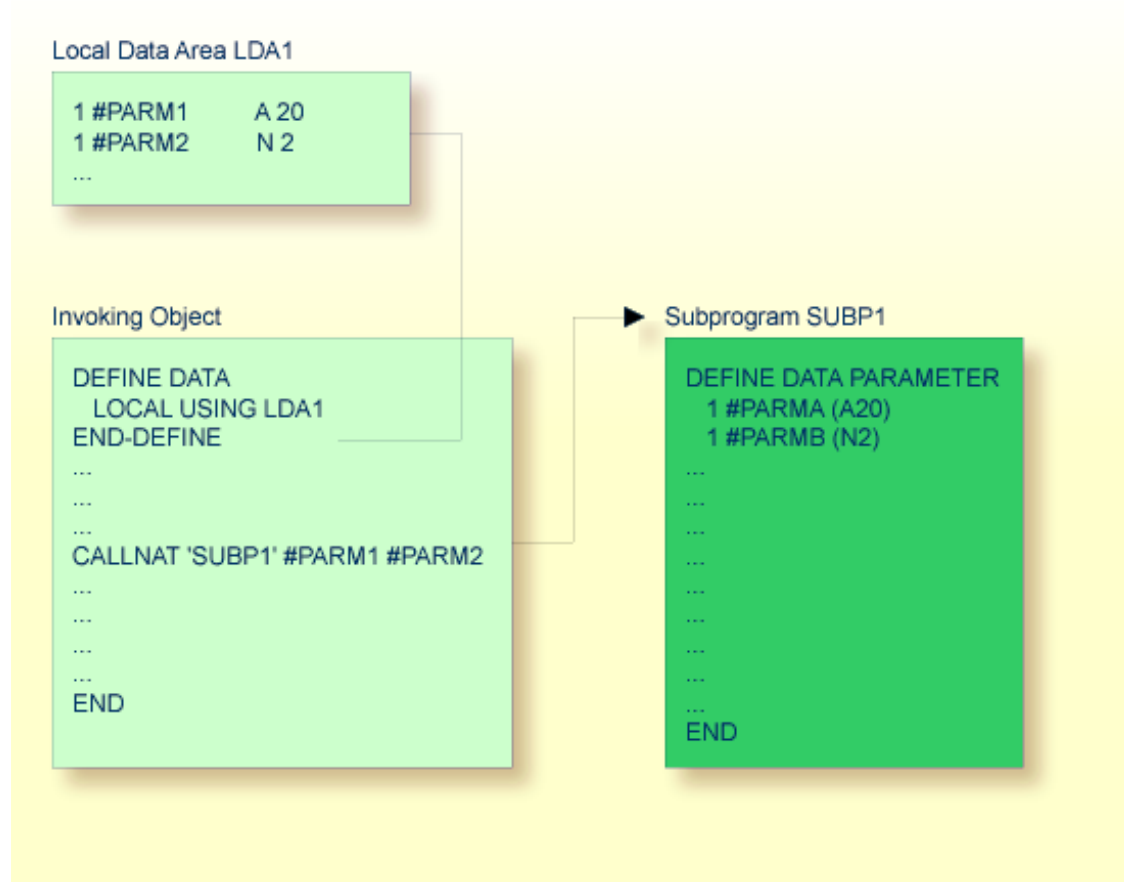 Local Data Area LDA1
1 #PARM1 A 20
1 #PARM2 N 2
...
Invoking Object
DEFINE DATA
LOCAL USING LDA1
END-DEFINE
...
...
...
CALLNAT 'SUBP1' #PARM1 #PARM2
...
...
...
...
END
Subprogram SUBP1
DEFINE DATA PARAMETER
1 #PARMA (A20)
1 #PARMB (N2)
...
...
...
...
...
...
...
...
...
END